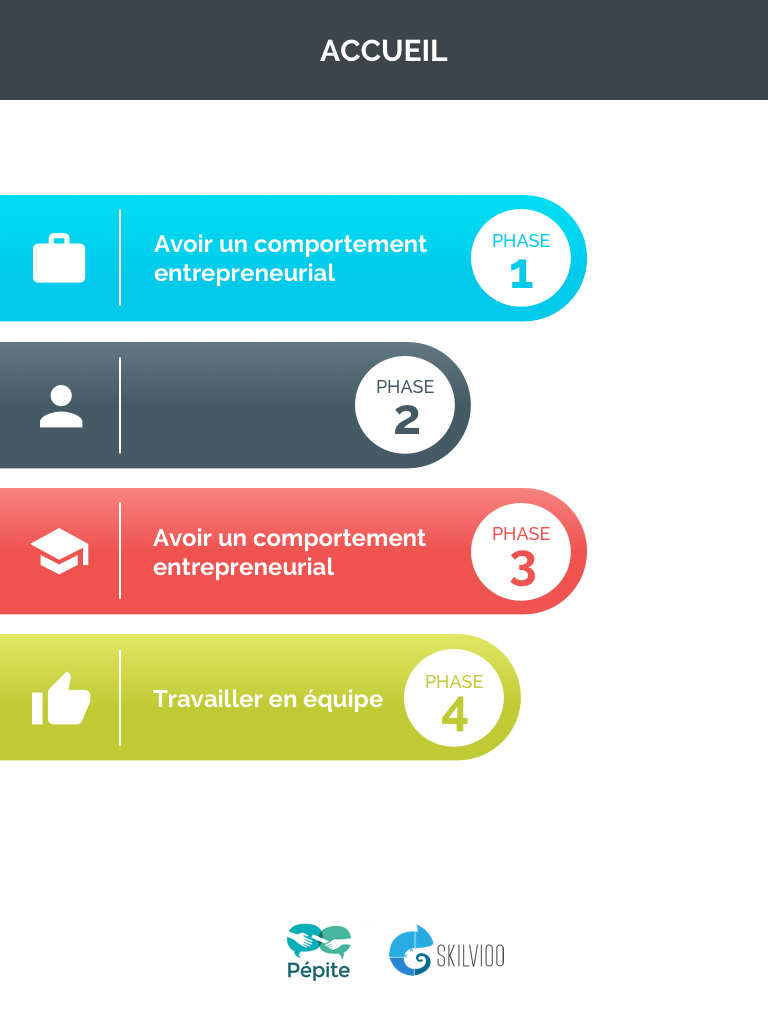 ACCUEIL
Avoir un comportement
entrepreneurial
PHASE
1
PHASE
2
Avoir un comportement
entrepreneurial
PHASE
3
Travailler en équipe
PHASE
4
Pépite
SKILVIOO